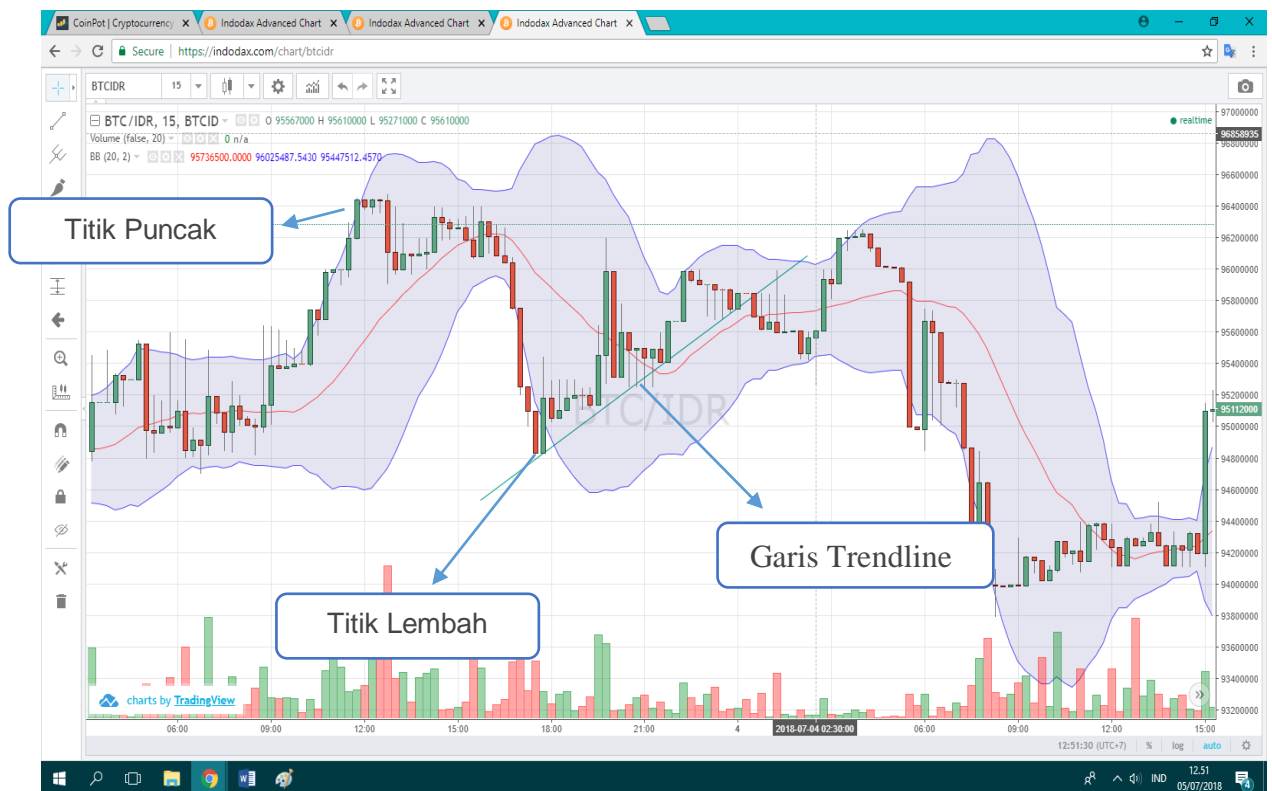 CoinPot | Cryptocurrency
Indodax Advanced Chart
Indodax Advanced Chart
Indodax Advanced Chart
Secure | https://indodax.com/chart/btcidr
BTCIDR 15
BTC/IDR, 15, BTCID O 95567000 H 95610000 L 95271000 C 95610000
realtime
Volume (false, 20) 0 n/a
BB (20, 2) 95736500.0000 96025487.5430 95447512.4570
97000000
96858935
96800000
96600000
96400000
96200000
96000000
95800000
95600000
95400000
95200000
95112000
95000000
94800000
94600000
94400000
94200000
94000000
93800000
93600000
93400000
93200000
Titik Puncak
BTC/IDR
Garis Trendline
Titik Lembah
charts by TradingView
06:00 09:00 12:00 15:00 18:00 21:00 4 2018-07-04 02:30:00 06:00 09:00 12:00 15:00
12:51:30 (UTC+7) % log auto
IND
12.51
05/07/2018
4